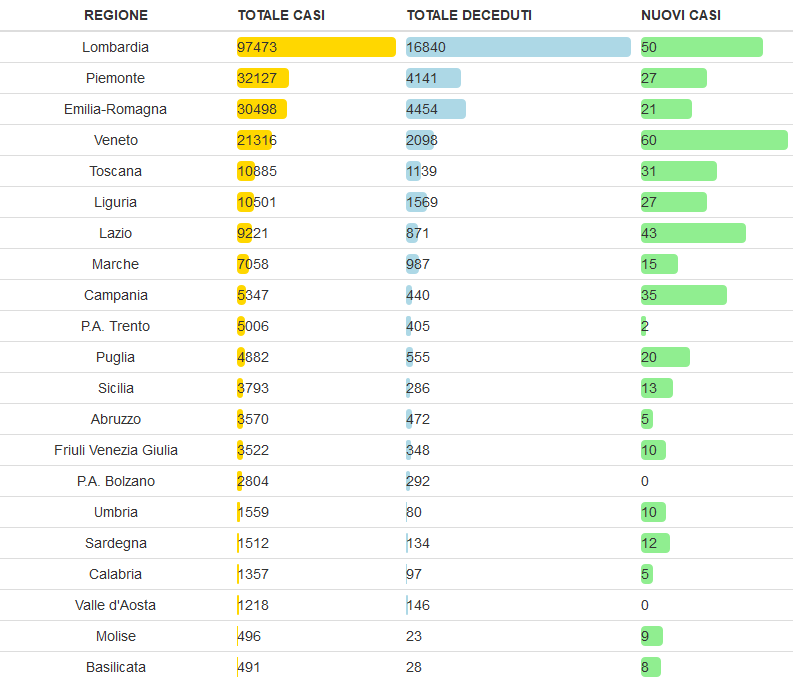 REGIONE TOTALE CASI TOTALE DECEDUTI NUOVI CASI
Lombardia 97473 16840 50
Piemonte 32127 4141 27
Emilia-Romagna 30498 4454 21
Veneto 21316 2098 60
Toscana 10885 1139 31
Liguria 10501 1569 27
Lazio 9221 871 43
Marche 7058 987 15
Campania 5347 440 35
P.A. Trento 5006 405 2
Puglia 4882 555 20
Sicilia 3793 286 13
Abruzzo 3570 472 5
Friuli Venezia Giulia 3522 348 10
P.A. Bolzano 2804 292 0
Umbria 1559 80 10
Sardegna 1512 134 12
Calabria 1357 97 5
Valle d'Aosta 1218 146 0
Molise 496 23 9
Basilicata 491 28 8